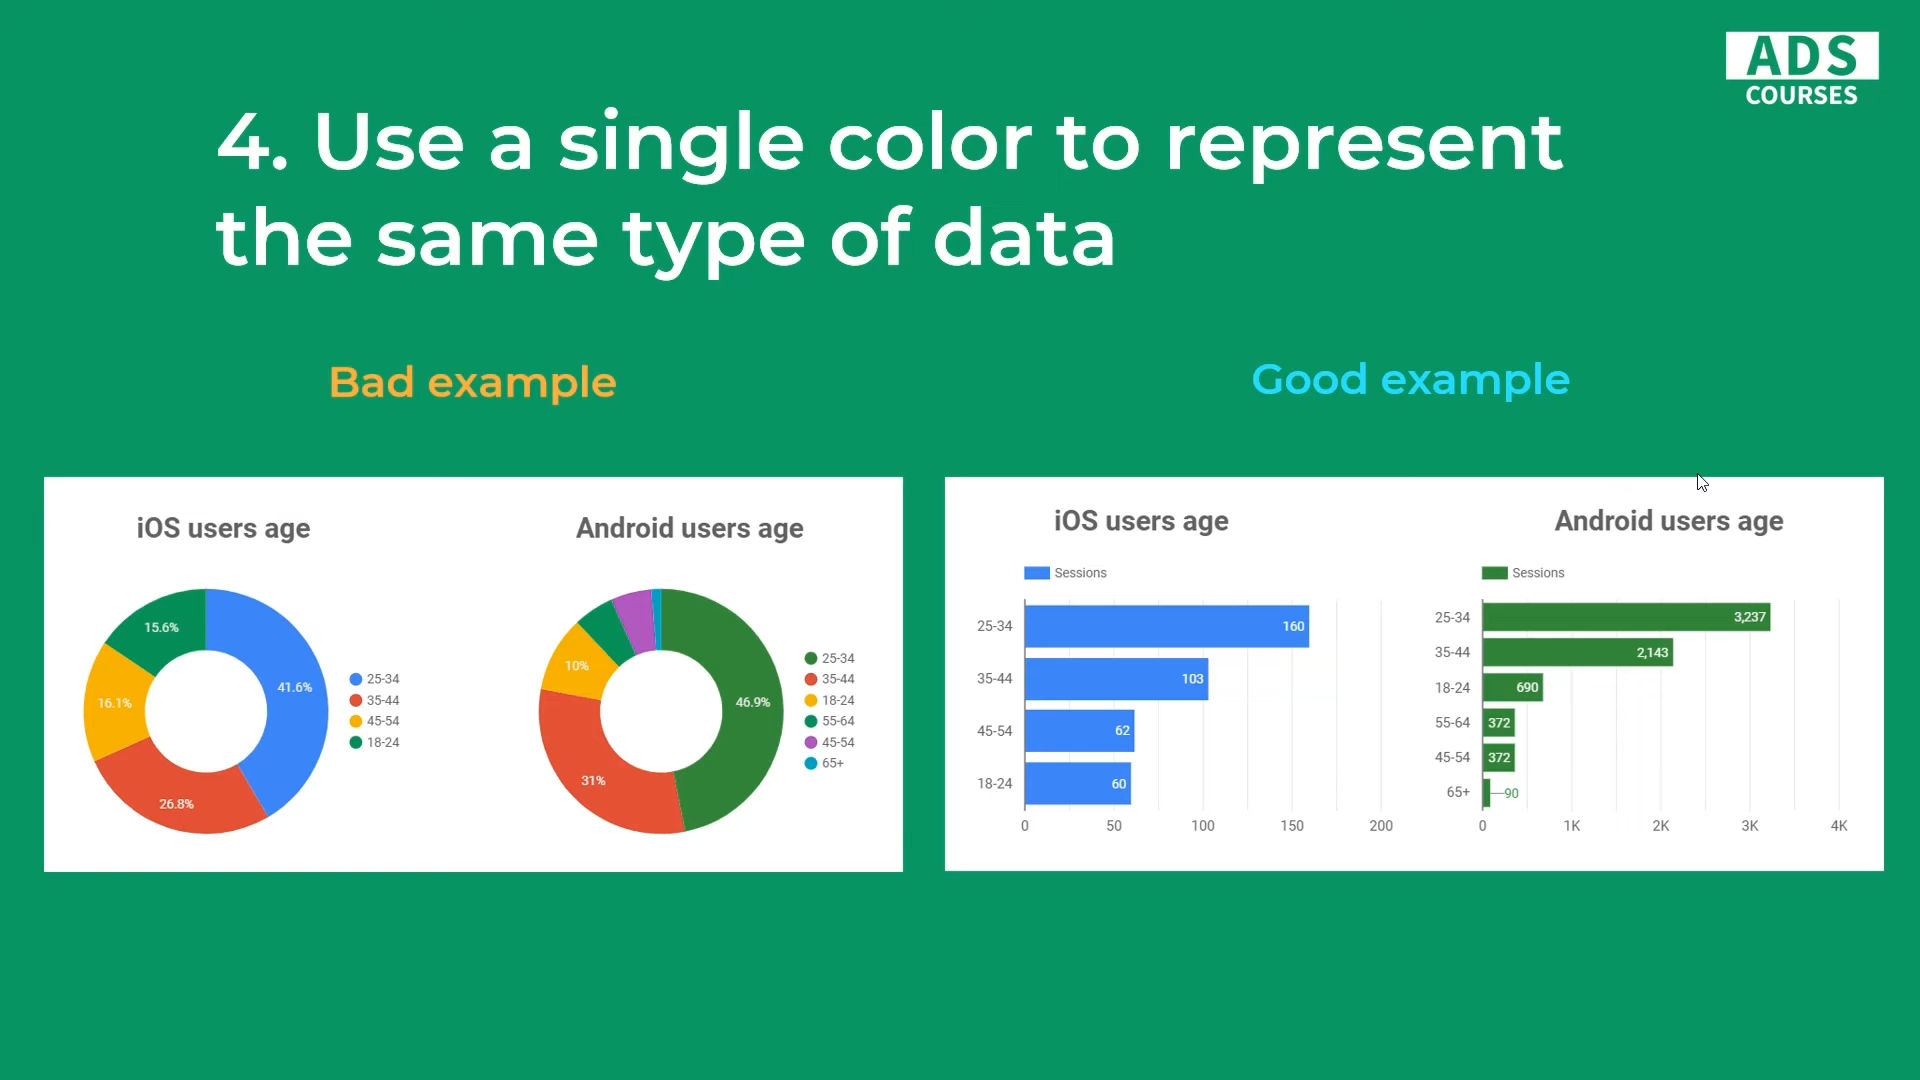 ADS
COURSES
4. Use a single color to represent
the same type of data
Bad example
Good example
iOS users age
15.6%
41.6%
16.1%
26.8%
25-34
35-44
45-54
18-24
Android users age
10%
46.9%
31%
25-34
35-44
18-24
55-64
45-54
65+
iOS users age
Sessions
25-34 160
35-44 103
45-54 62
18-24 60
0 50 100 150 200
Android users age
Sessions
25-34 3,237
35-44 2,143
18-24 690
55-64 372
45-54 372
65+ 90
0 1K 2K 3K 4K